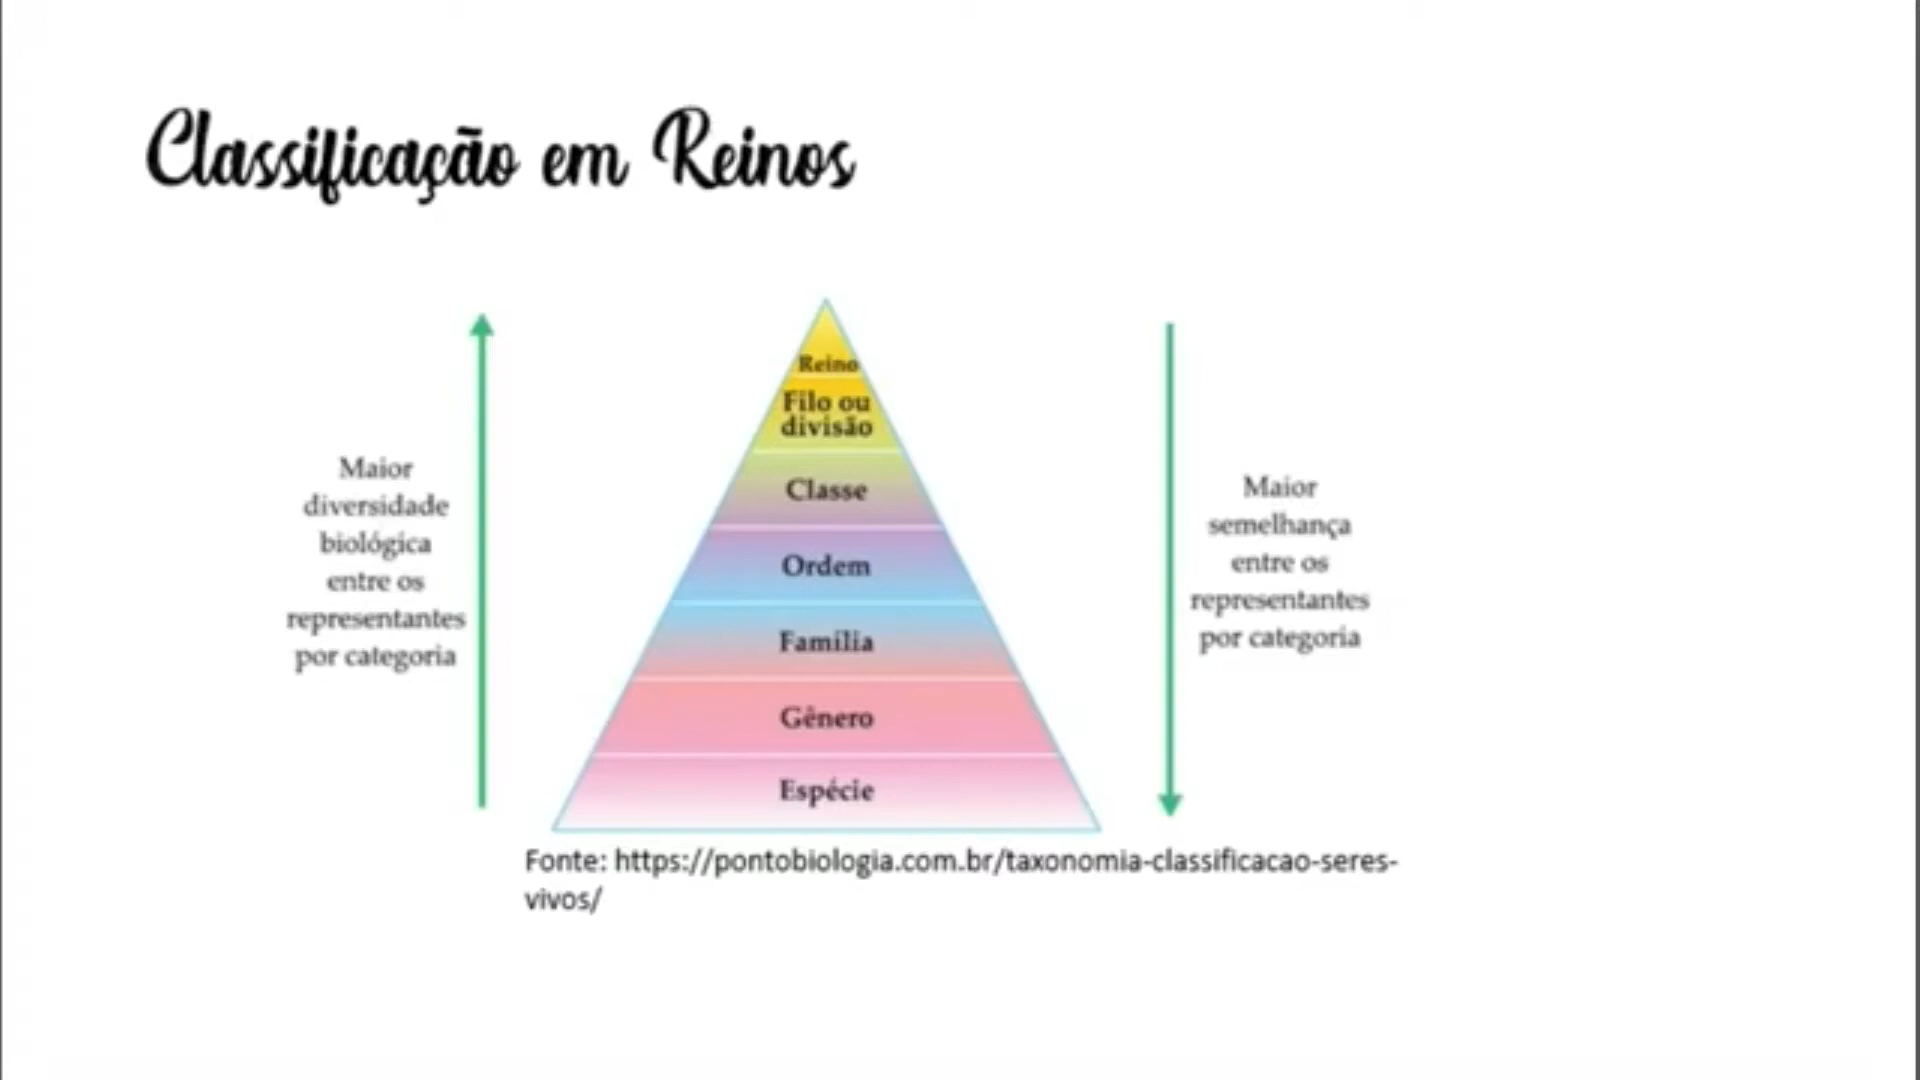 Classificação em Reinos
Maior
diversidade
biológica
entre os
representantes
por categoria
Reino
Filo ou
divisão
Classe
Ordem
Família
Gênero
Espécie
Maior
semelhança
entre os
representantes
por categoria
Fonte: https://pontobiologia.com.br/taxonomia-classificacao-seres-
vivos/